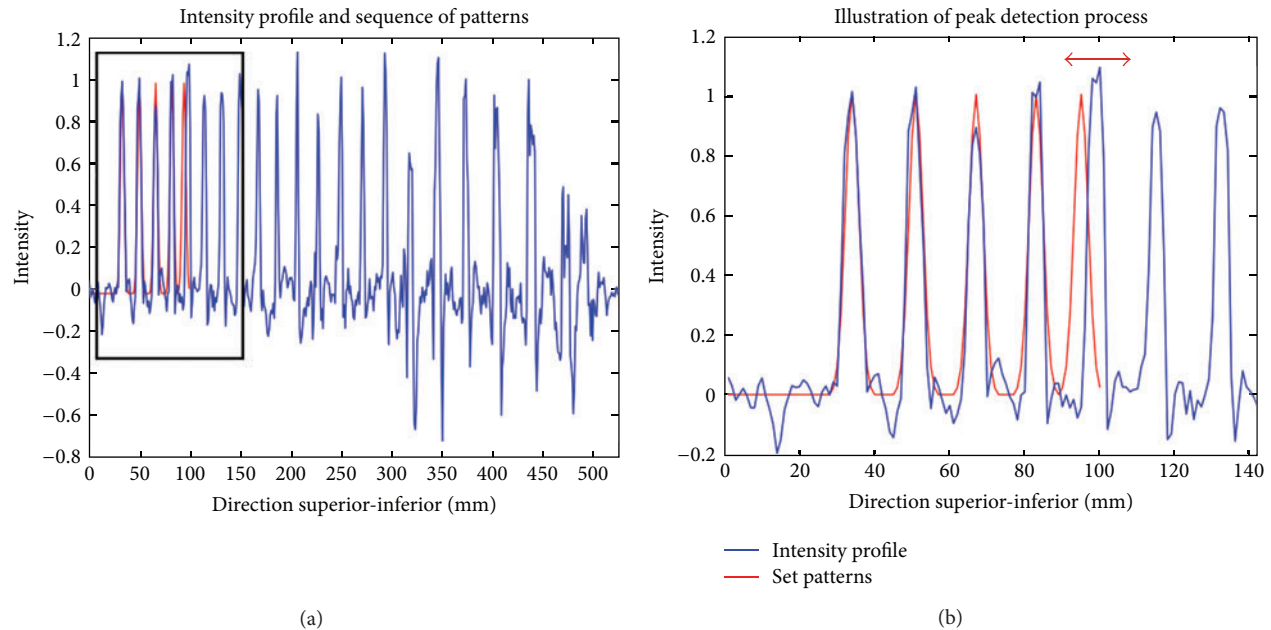 Intensity profile and sequence of patterns
1.2
1
0.8
0.6
0.4
0.2
0
−0.2
−0.4
−0.6
−0.8
Intensity
0 50 100 150 200 250 300 350 400 450 500
Direction superior-inferior (mm)
(a)
Illustration of peak detection process
1.2
1
0.8
0.6
0.4
0.2
0
−0.2
Intensity
0 20 40 60 80 100 120 140
Direction superior-inferior (mm)
Intensity profile
Set patterns
(b)